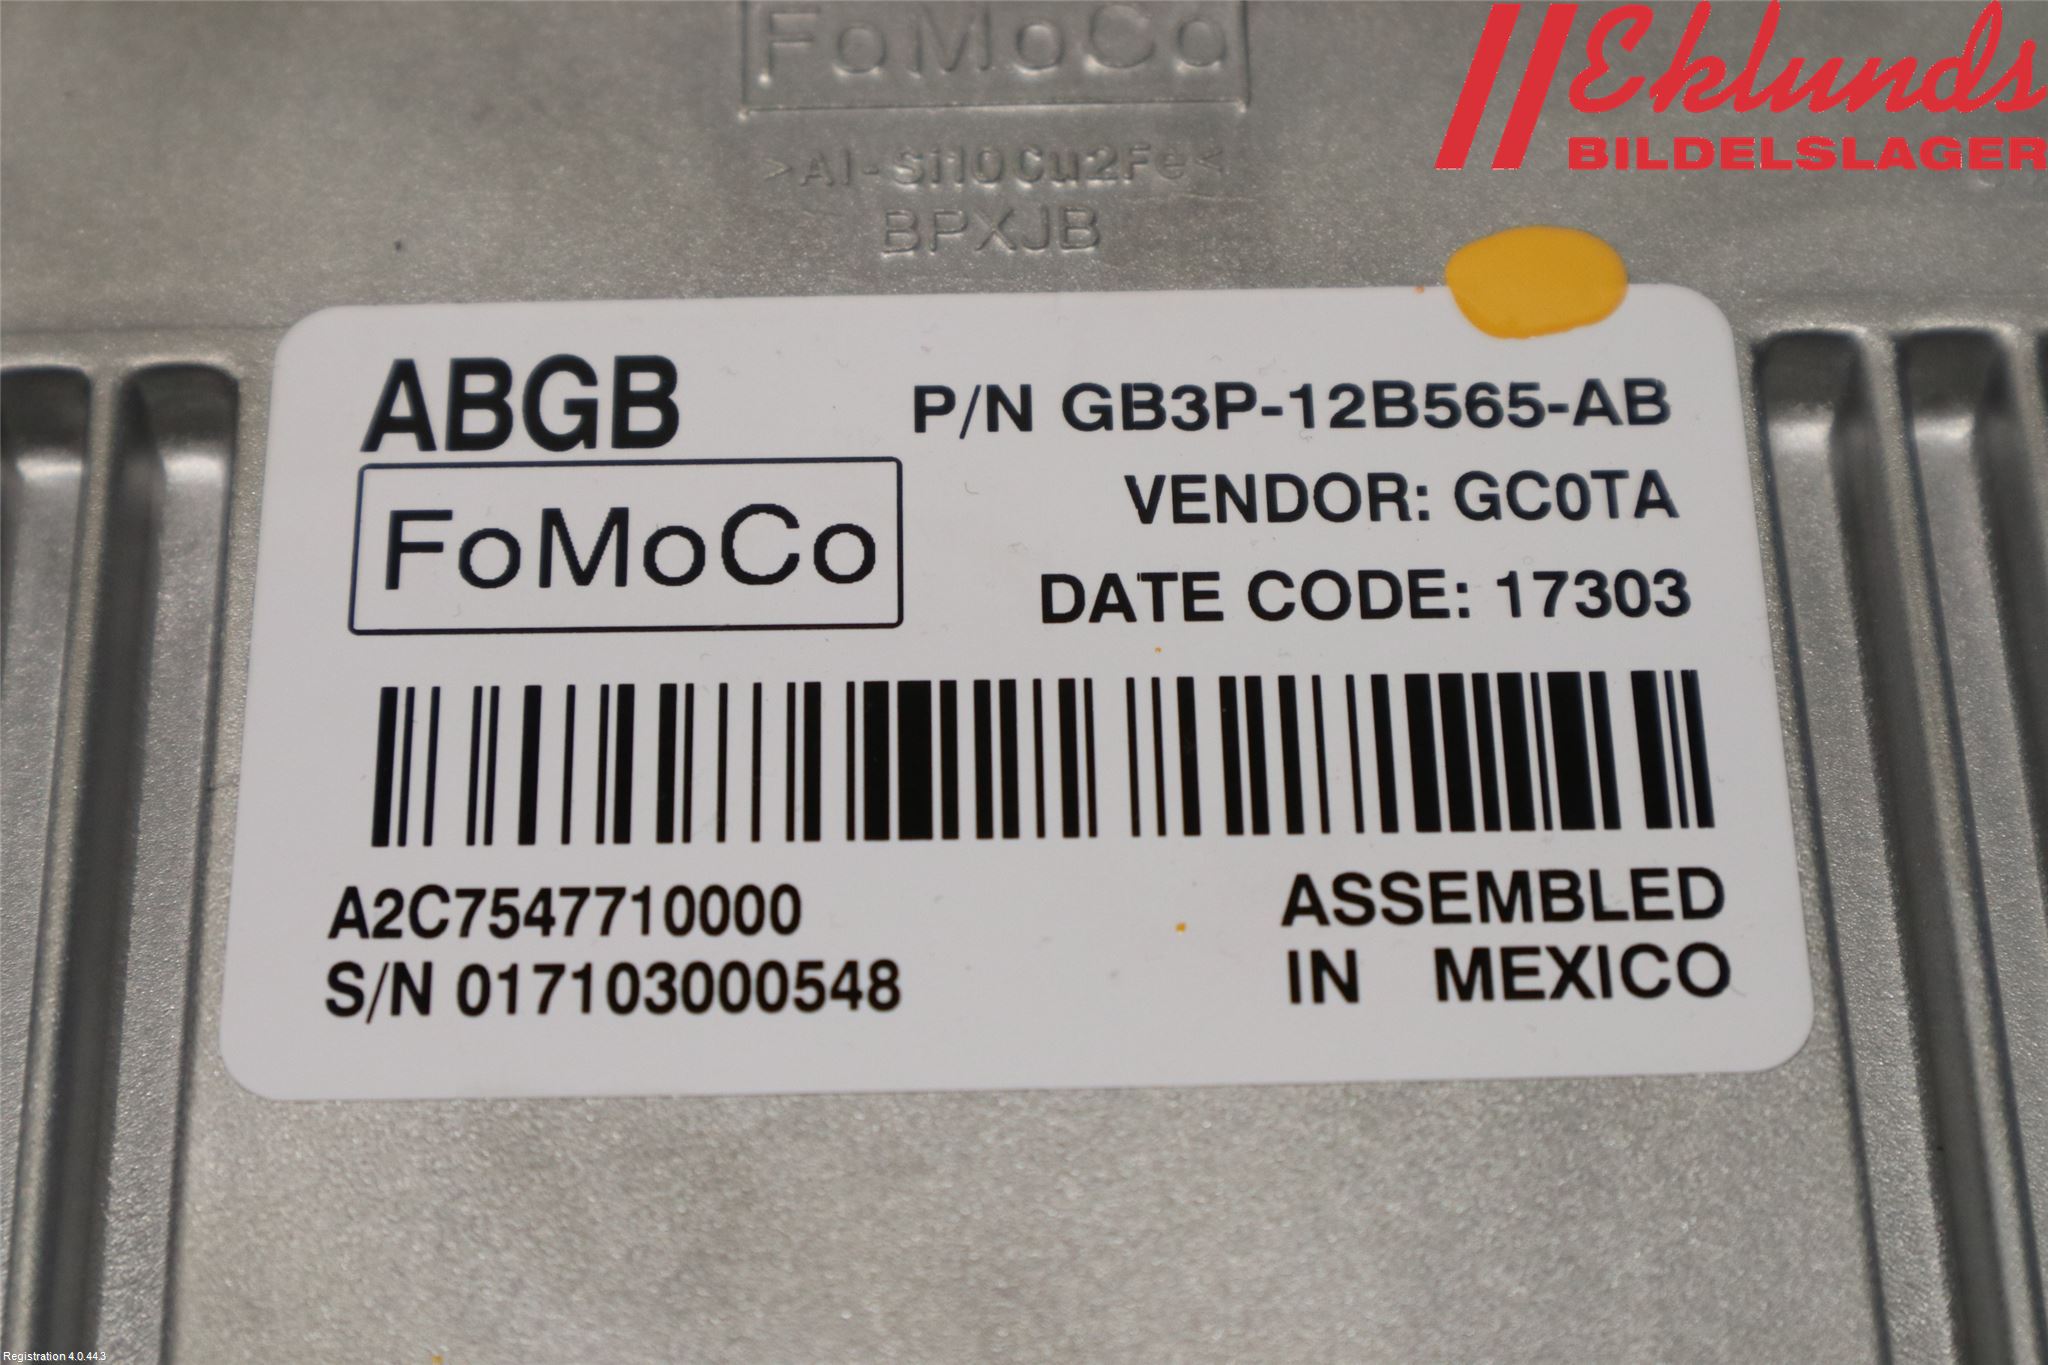 FoMoCo
>Al-Si10Cu2Fe<
BPXJB
Eklunds
BILDELSLAGER
ABGB
P/N GB3P-12B565-AB
FoMoCo
VENDOR: GC0TA
DATE CODE: 17303
A2C7547710000
S/N 017103000548
ASSEMBLED
IN MEXICO
Registration 4.0.44.3